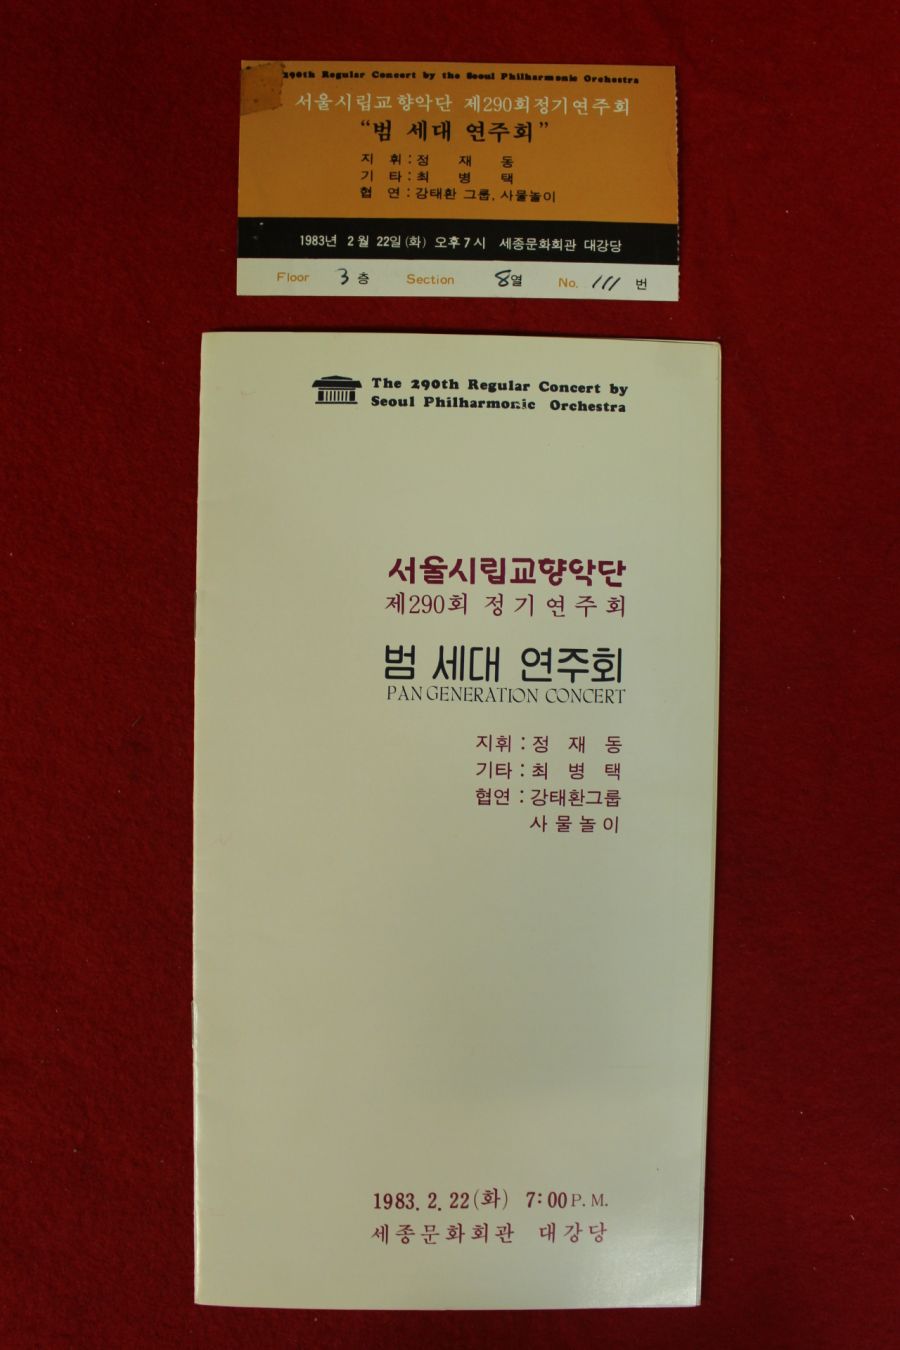 290th Regular Concert by the Seoul Philharmonic Orchestra
서울시립교향악단 제290회정기연주회
“범 세대 연주회”
지 휘 : 정 재 동
기 타 : 최 병 택
협 연 : 강태환 그룹, 사물놀이
1983년 2월 22일(화) 오후7시 세종문화회관 대강당
Floor 3 층 Section 8열 No. 111 번
The 290th Regular Concert by
Seoul Philharmonic Orchestra
서울시립교향악단
제290회 정기연주회
범 세대 연주회
PAN GENERATION CONCERT
지휘 : 정 재 동
기타 : 최 병 택
협연 : 강태환그룹
사물놀이
1983. 2. 22(화) 7:00 P.M.
세종문화회관 대강당